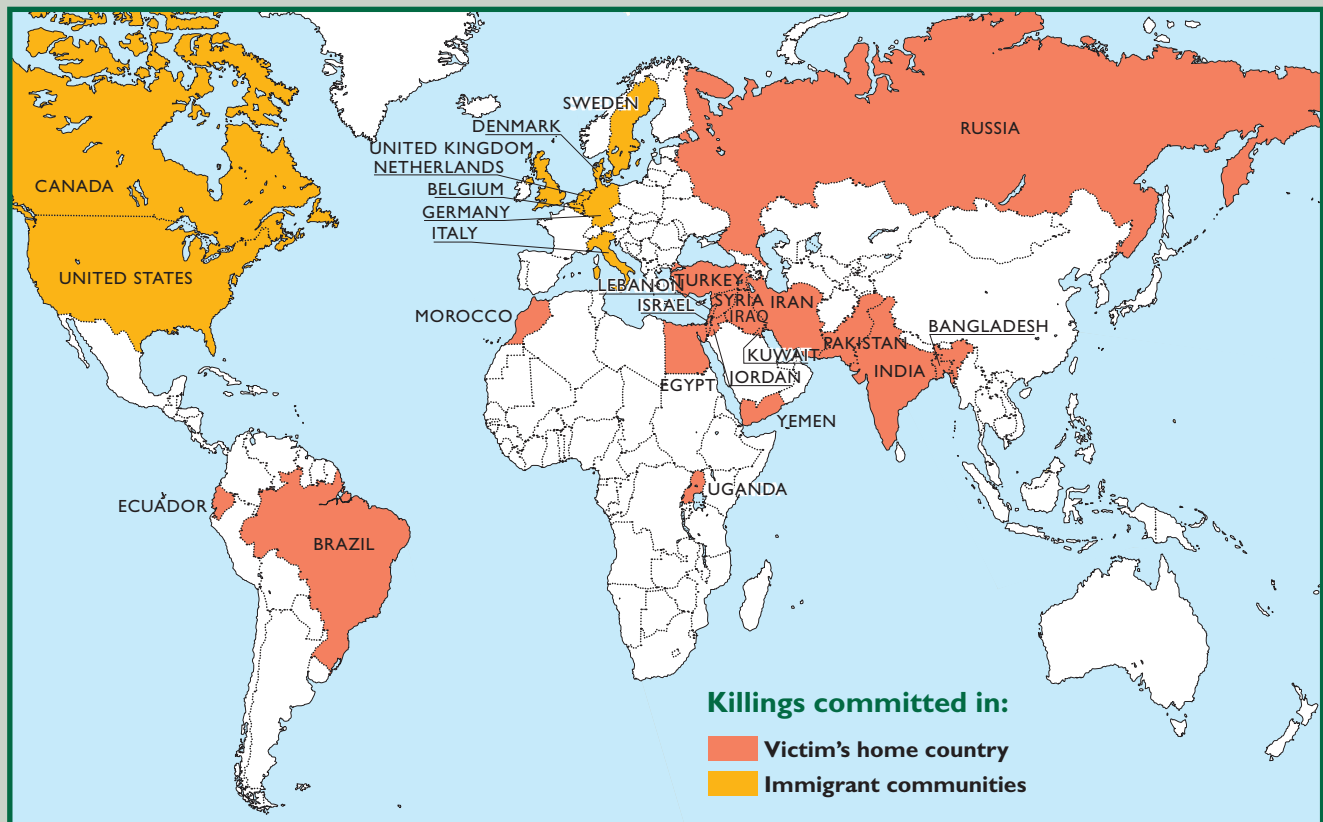 SWEDEN
DENMARK
RUSSIA
UNITED KINGDOM
NETHERLANDS
CANADA
BELGIUM
GERMANY
ITALY
UNITED STATES
LEBANON
TURKEY
ISRAEL
SYRIA
IRAN
IRAQ
MOROCCO
BANGLADESH
PAKISTAN
KUWAIT
INDIA
JORDAN
EGYPT
YEMEN
UGANDA
ECUADOR
BRAZIL
Killings committed in:
Victim's home country
Immigrant communities